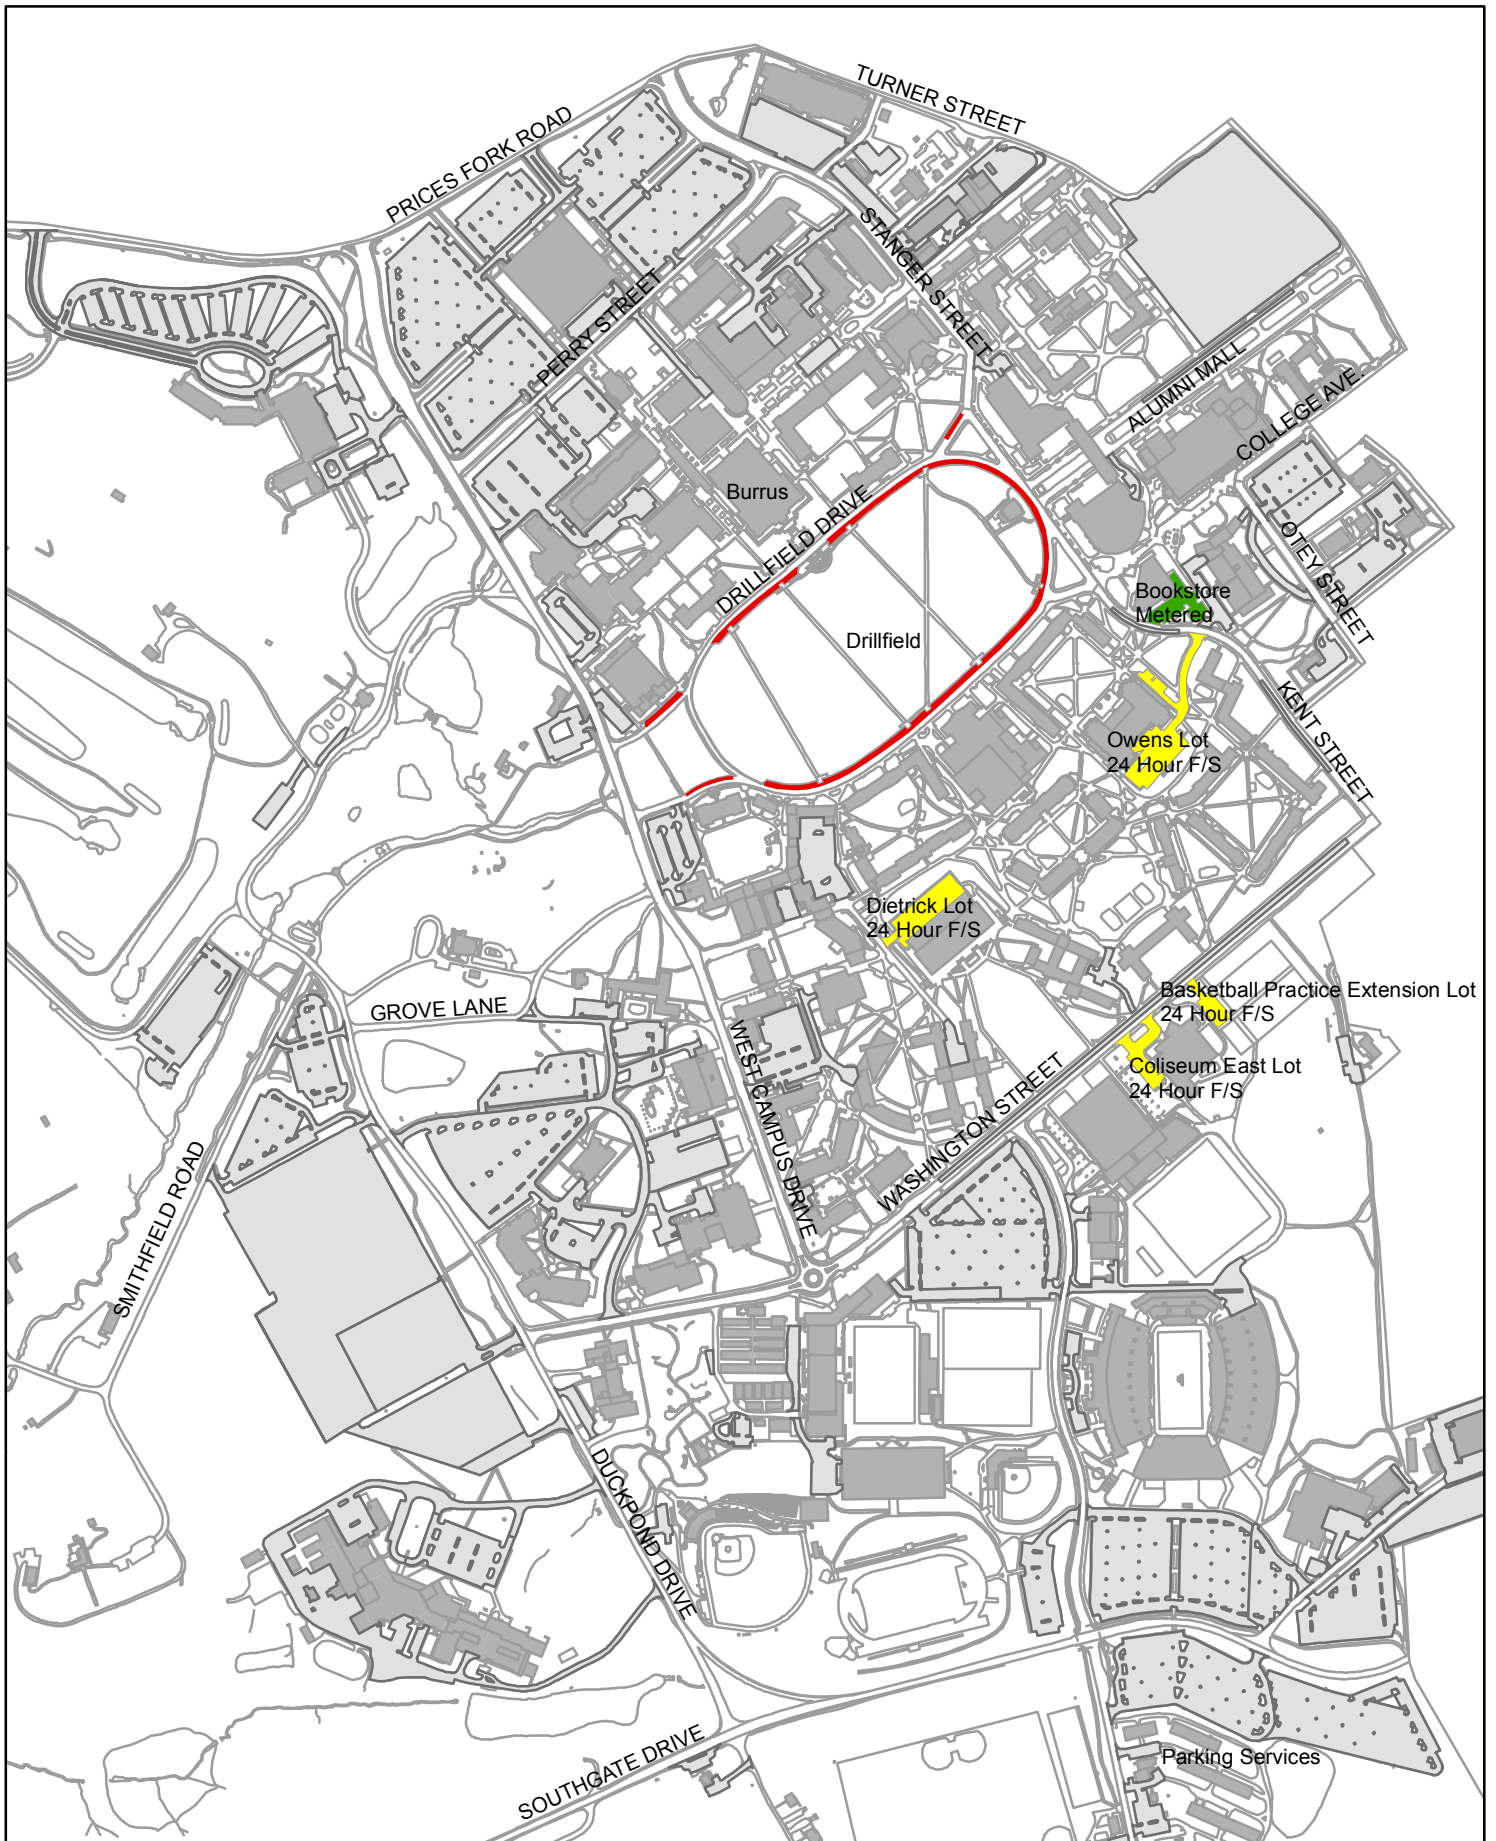 TURNER STREET
PRICES FORK ROAD
STANGER STREET
PERRY STREET
ALUMNI MALL
COLLEGE AVE.
Burrus
DRILLFIELD DRIVE
OTEY STREET
Bookstore
Metered
Drillfield
KENT STREET
Owens Lot
24 Hour F/S
Dietrick Lot
24 Hour F/S
Basketball Practice Extension Lot
24 Hour F/S
GROVE LANE
WEST CAMPUS DRIVE
Coliseum East Lot
24 Hour F/S
WASHINGTON STREET
SMITHFIELD ROAD
DUCKPOND DRIVE
SOUTHGATE DRIVE
Parking Services